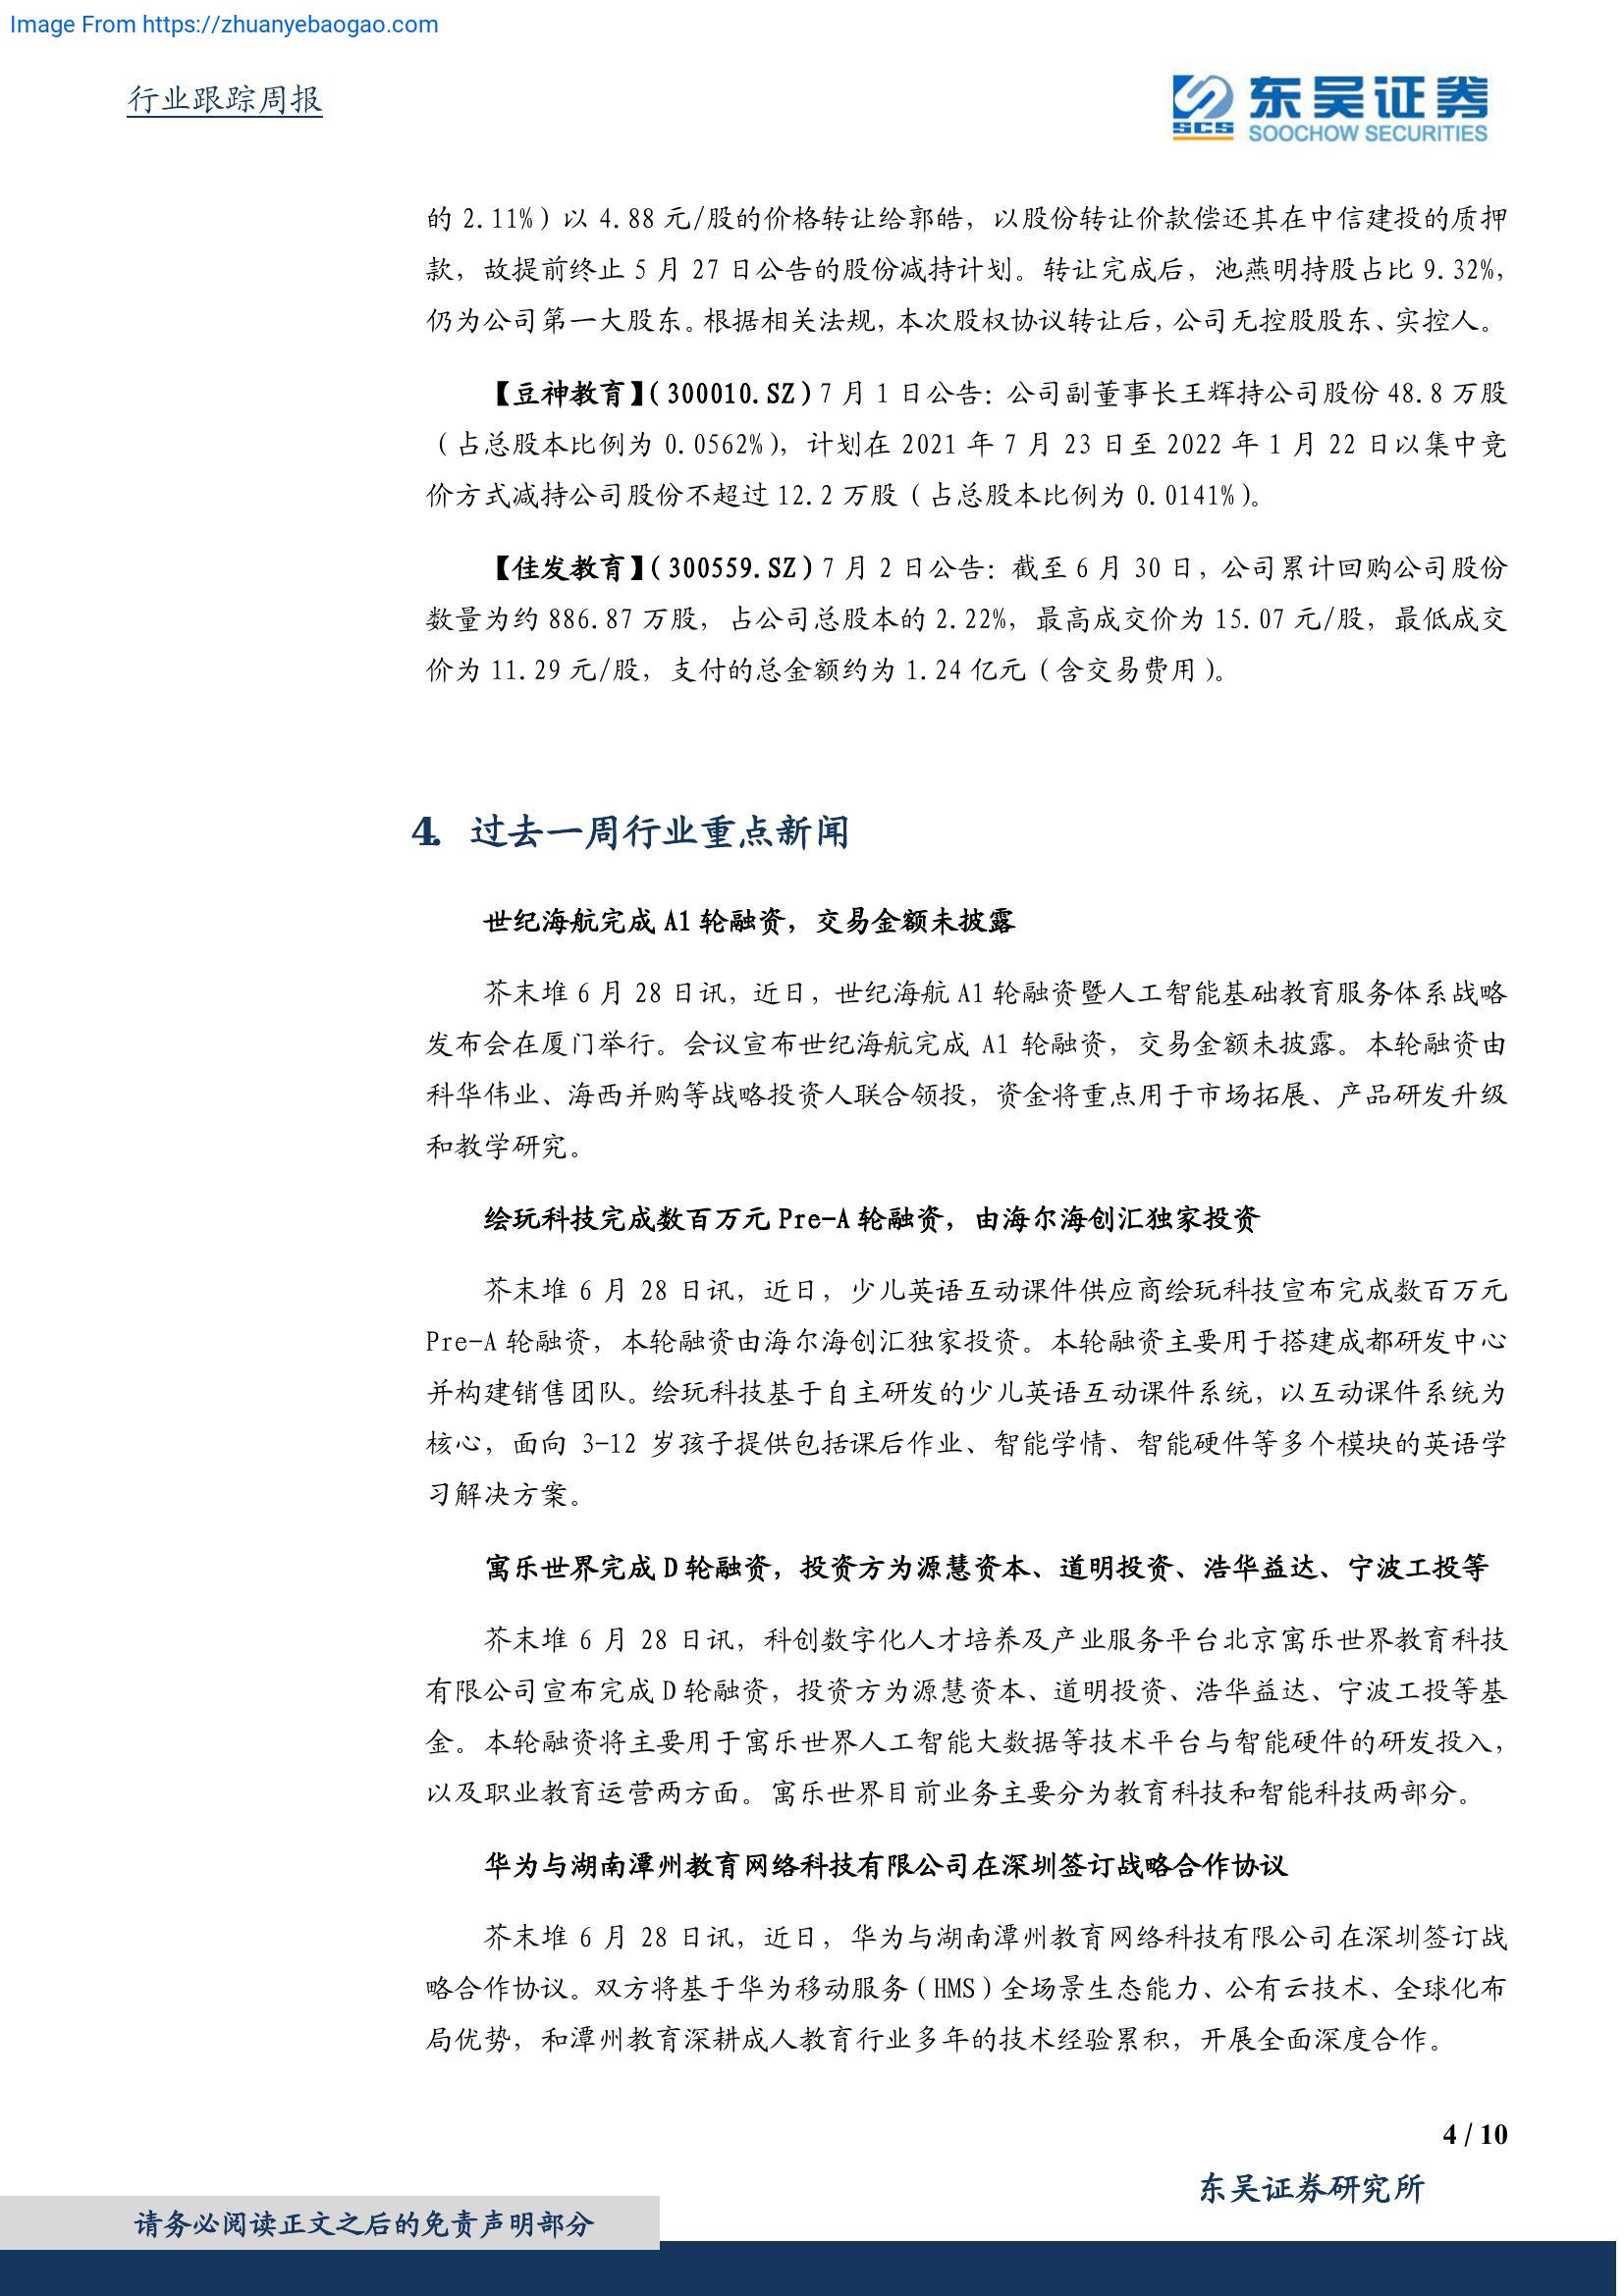 Image From https://zhuanyebaogao.com
行业跟踪周报
东吴证券
SCS
SOOCHOW SECURITIES
的 2.11%）以 4.88 元/股的价格转让给郭皓，以股份转让价款偿还其在中信建投的质押
款，故提前终止 5 月 27 日公告的股份减持计划。转让完成后，池燕明持股占比 9.32%，
仍为公司第一大股东。根据相关法规，本次股权协议转让后，公司无控股股东、实控人。
【豆神教育】（300010.SZ）7 月 1 日公告：公司副董事长王辉持公司股份 48.8 万股
（占总股本比例为 0.0562%），计划在 2021 年 7 月 23 日至 2022 年 1 月 22 日以集中竞
价方式减持公司股份不超过 12.2 万股（占总股本比例为 0.0141%）。
【佳发教育】（300559.SZ）7 月 2 日公告：截至 6 月 30 日，公司累计回购公司股份
数量为约 886.87 万股，占公司总股本的 2.22%，最高成交价为 15.07 元/股，最低成交
价为 11.29 元/股，支付的总金额约为 1.24 亿元（含交易费用）。
4. 过去一周行业重点新闻
世纪海航完成 A1 轮融资，交易金额未披露
芥末堆 6 月 28 日讯，近日，世纪海航 A1 轮融资暨人工智能基础教育服务体系战略
发布会在厦门举行。会议宣布世纪海航完成 A1 轮融资，交易金额未披露。本轮融资由
科华伟业、海西并购等战略投资人联合领投，资金将重点用于市场拓展、产品研发升级
和教学研究。
绘玩科技完成数百万元 Pre-A 轮融资，由海尔海创汇独家投资
芥末堆 6 月 28 日讯，近日，少儿英语互动课件供应商绘玩科技宣布完成数百万元
Pre-A 轮融资，本轮融资由海尔海创汇独家投资。本轮融资主要用于搭建成都研发中心
并构建销售团队。绘玩科技基于自主研发的少儿英语互动课件系统，以互动课件系统为
核心，面向 3-12 岁孩子提供包括课后作业、智能学情、智能硬件等多个模块的英语学
习解决方案。
寓乐世界完成 D 轮融资，投资方为源慧资本、道明投资、浩华益达、宁波工投等
芥末堆 6 月 28 日讯，科创数字化人才培养及产业服务平台北京寓乐世界教育科技
有限公司宣布完成 D 轮融资，投资方为源慧资本、道明投资、浩华益达、宁波工投等基
金。本轮融资将主要用于寓乐世界人工智能大数据等技术平台与智能硬件的研发投入，
以及职业教育运营两方面。寓乐世界目前业务主要分为教育科技和智能科技两部分。
华为与湖南潭州教育网络科技有限公司在深圳签订战略合作协议
芥末堆 6 月 28 日讯，近日，华为与湖南潭州教育网络科技有限公司在深圳签订战
略合作协议。双方将基于华为移动服务（HMS）全场景生态能力、公有云技术、全球化布
局优势，和潭州教育深耕成人教育行业多年的技术经验累积，开展全面深度合作。
4 / 10
东吴证券研究所
请务必阅读正文之后的免责声明部分